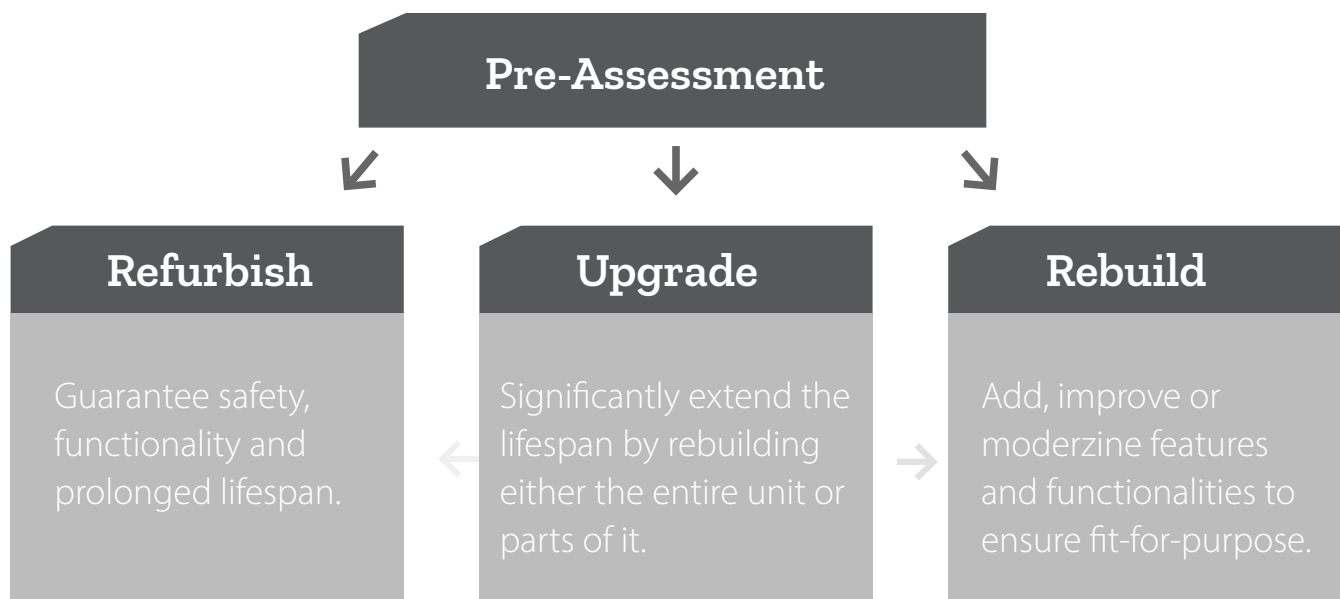 Pre-Assessment
Refurbish
Guarantee safety,
functionality and
prolonged lifespan.
Upgrade
Significantly extend the
lifespan by rebuilding
either the entire unit or
parts of it.
Rebuild
Add, improve or
moderzine features
and functionalities to
ensure fit-for-purpose.